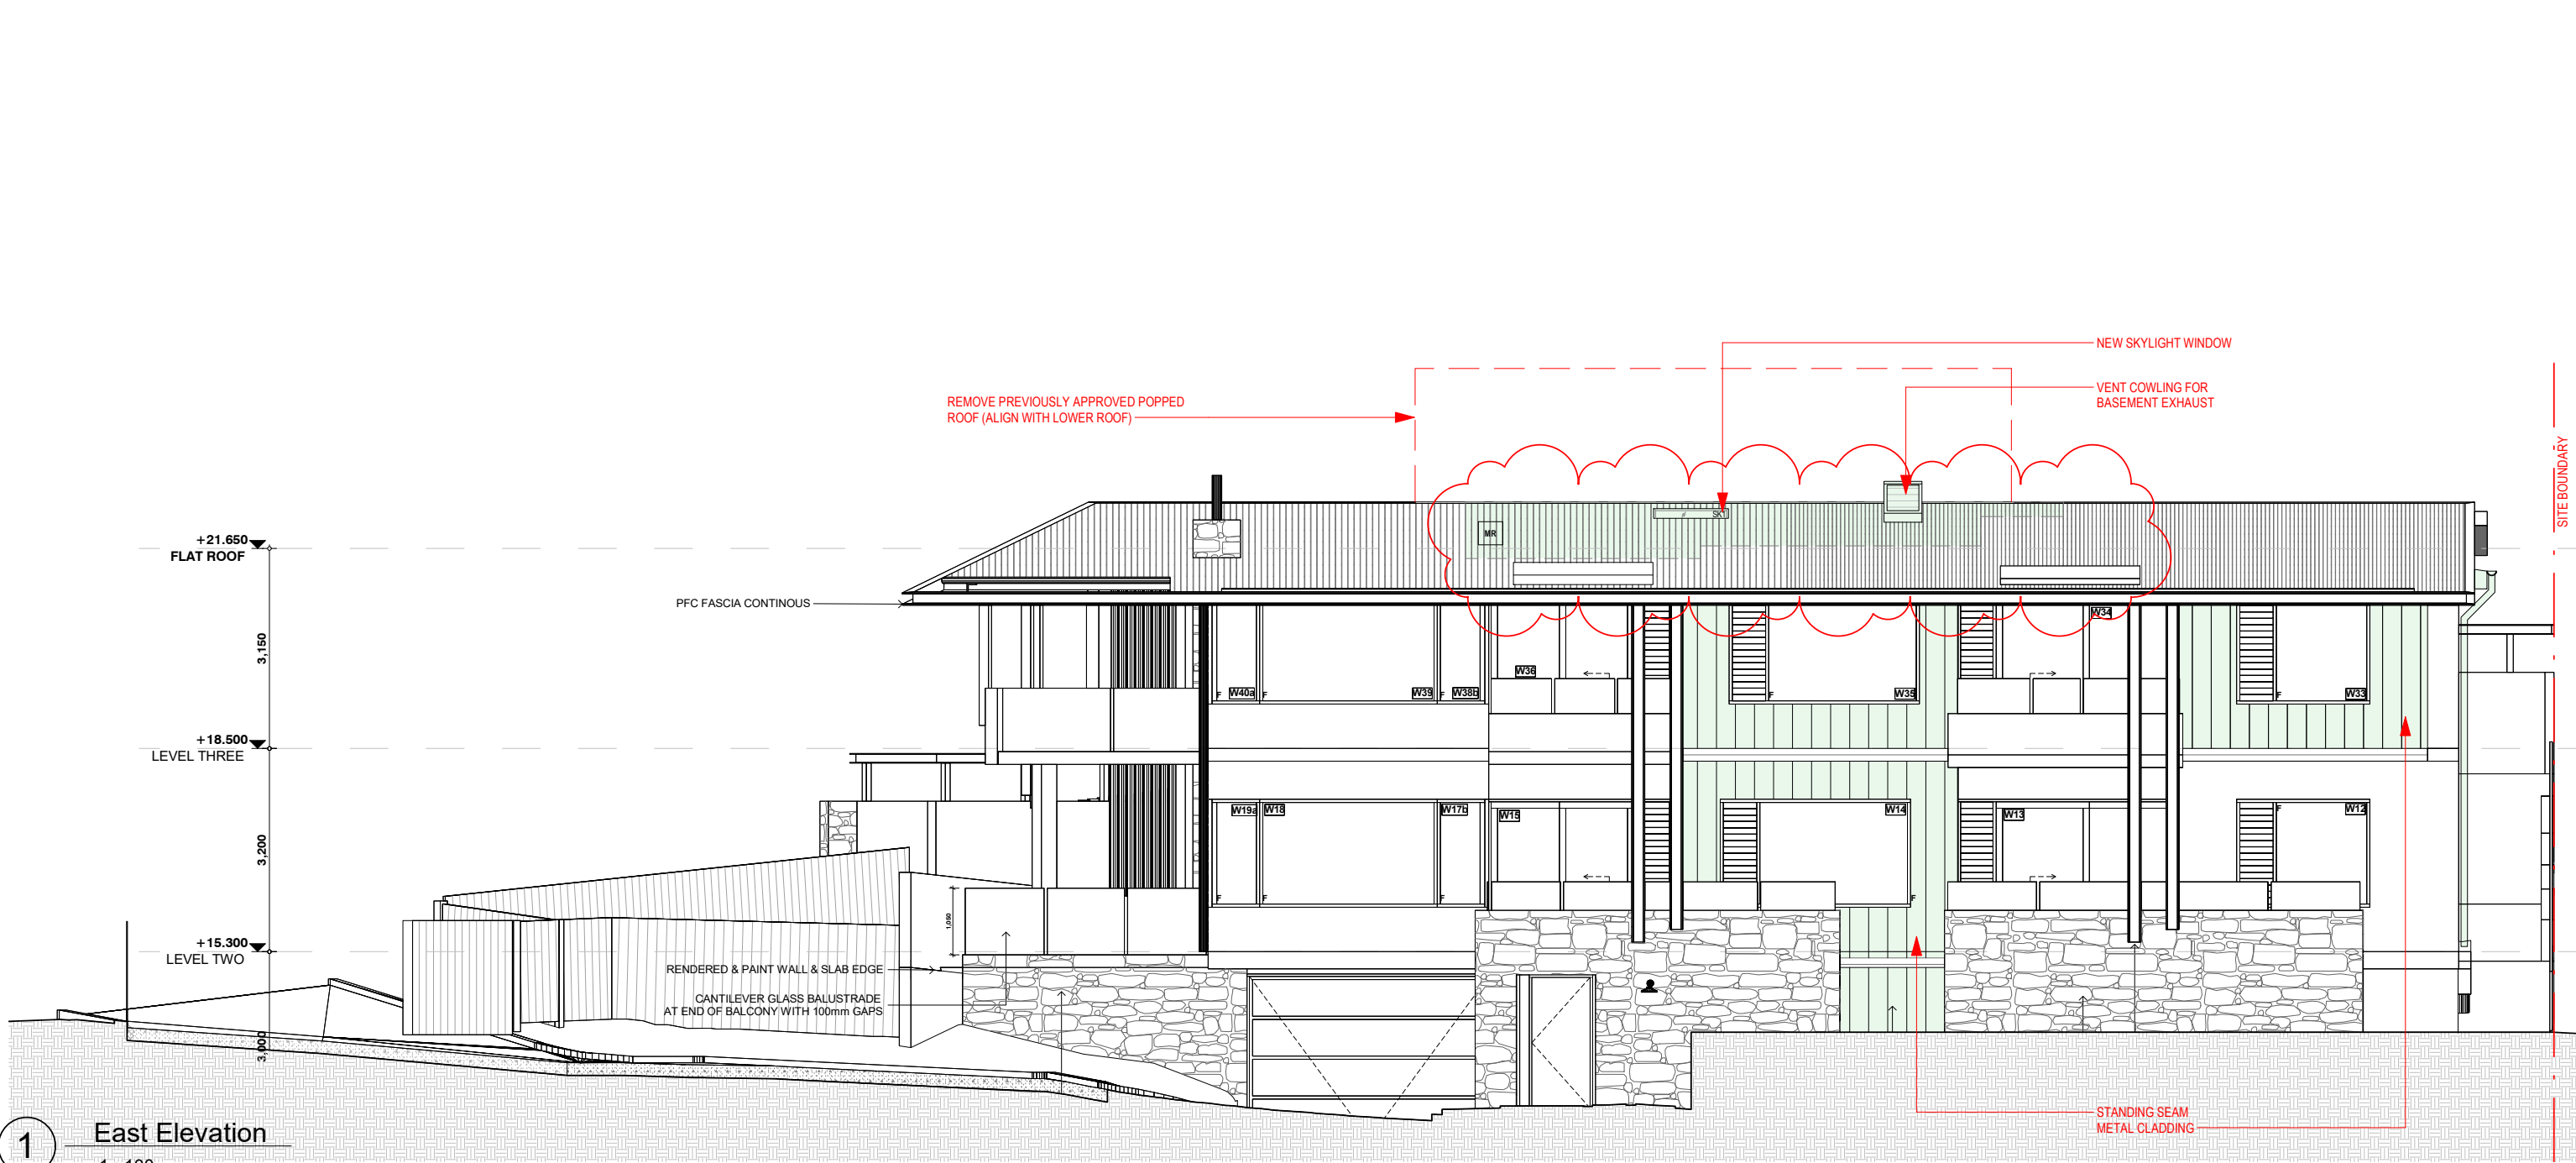 NEW SKYLIGHT WINDOW
REMOVE PREVIOUSLY APPROVED POPPED
ROOF (ALIGN WITH LOWER ROOF)
VENT COWLING FOR
BASEMENT EXHAUST
SITE BOUNDARY
SK1
MR
+21.650
FLAT ROOF
PFC FASCIA CONTINOUS
3,150
W34
W36
F
W40a
F
W39
F
W38b
F
W35
F
W33
+18.500
LEVEL THREE
3,200
W19a
W18
W17b
W15
W14
W13
F
W12
F
F
F
F
1,050
+15.300
LEVEL TWO
RENDERED & PAINT WALL & SLAB EDGE
CANTILEVER GLASS BALUSTRADE
AT END OF BALCONY WITH 100mm GAPS
3,000
STANDING SEAM
METAL CLADDING
1
East Elevation